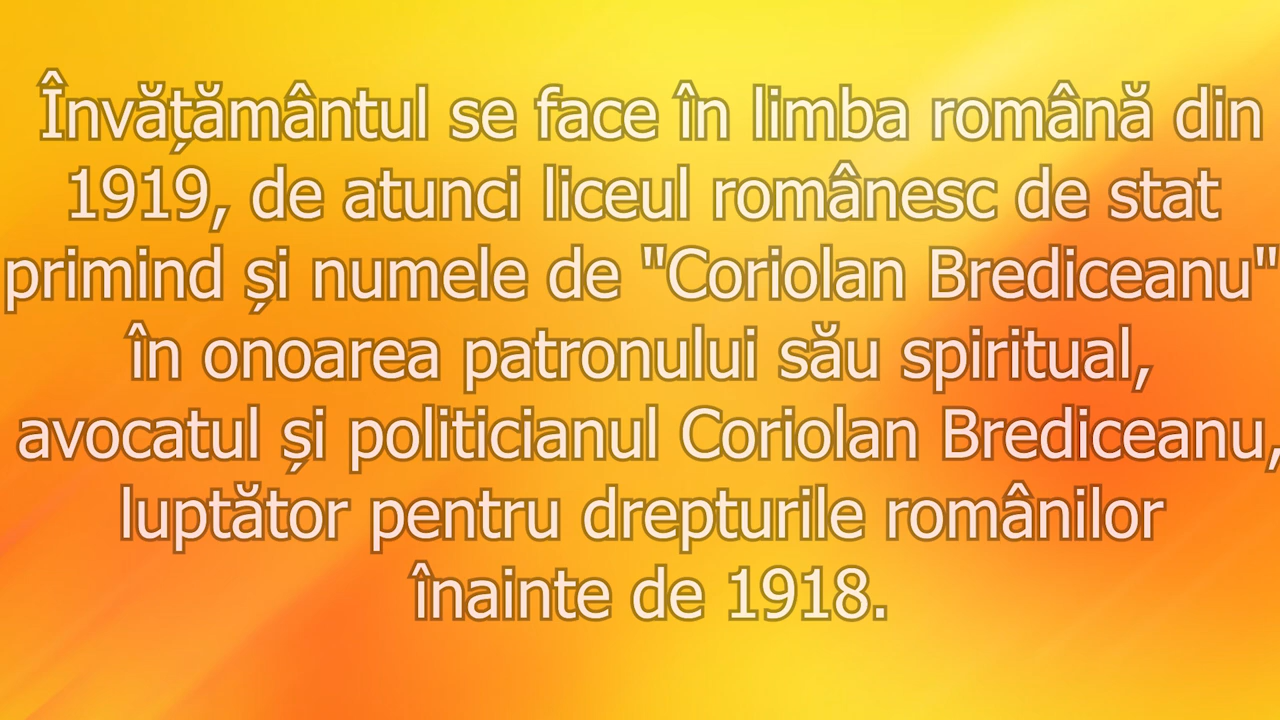 Învățământul se face în limba română din
1919, de atunci liceul românesc de stat
primind și numele de "Coriolan Brediceanu"
în onoarea patronului său spiritual,
avocatul și politicianul Coriolan Brediceanu,
luptător pentru drepturile românilor
înainte de 1918.